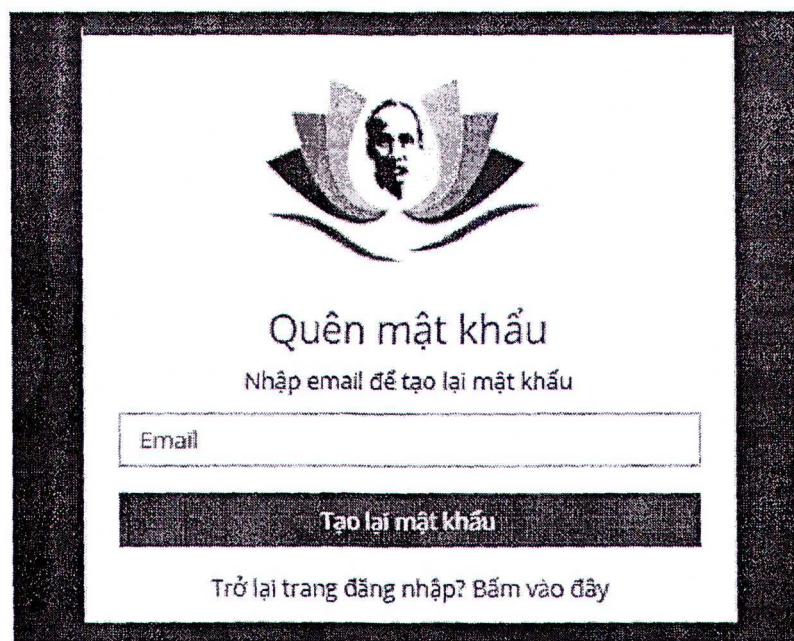 Quên mật khẩu
Nhập email để tạo lại mật khẩu
Email
Tạo lại mật khẩu
Trở lại trang đăng nhập? Bấm vào đây